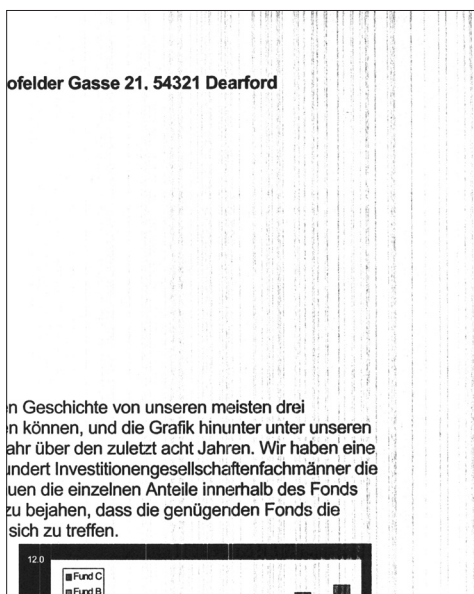 ofelder Gasse 21, 54321 Dearford
n Geschichte von unseren meisten drei
n können, und die Grafik hinunter unter unseren
ahr über den zuletzt acht Jahren. Wir haben eine
undert Investitionengesellschaftenfachmänner die
uen die einzelnen Anteile innerhalb des Fonds
zu bejahen, dass die genügenden Fonds die
sich zu treffen.
12.0
Fund C
Fund B